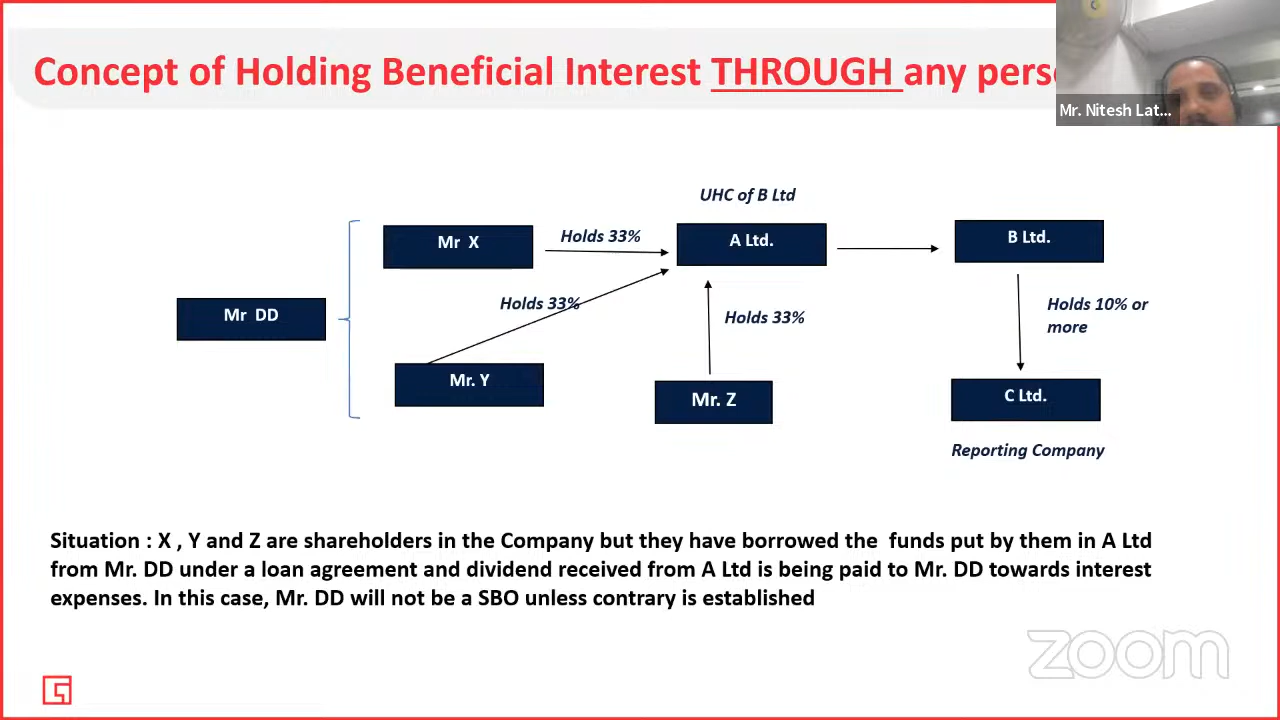 Concept of Holding Beneficial Interest THROUGH any
Mr. Nitesh Lat...
UHC of B Ltd
Mr X
Holds 33%
A Ltd.
B Ltd.
Mr DD
Holds 33%
Holds 33%
Holds 10% or
more
Mr. Y
Mr. Z
C Ltd.
Reporting Company
Situation : X , Y and Z are shareholders in the Company but they have borrowed the funds put by them in A Ltd
from Mr. DD under a loan agreement and dividend received from A Ltd is being paid to Mr. DD towards interest
expenses. In this case, Mr. DD will not be a SBO unless contrary is established
zoom